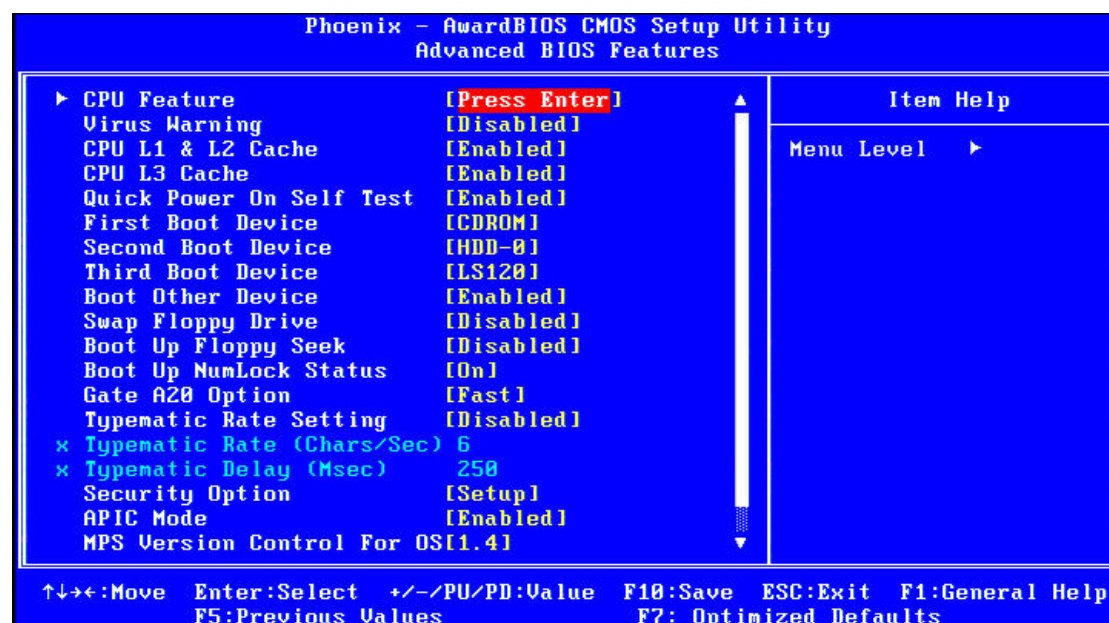 Phoenix - AwardBIOS CMOS Setup Utility
Advanced BIOS Features
► CPU Feature [Press Enter]
Virus Warning [Disabled]
CPU L1 & L2 Cache [Enabled]
CPU L3 Cache [Enabled]
Quick Power On Self Test [Enabled]
First Boot Device [CDROM]
Second Boot Device [HDD-0]
Third Boot Device [LS120]
Boot Other Device [Enabled]
Swap Floppy Drive [Disabled]
Boot Up Floppy Seek [Disabled]
Boot Up NumLock Status [On]
Gate A20 Option [Fast]
Typematic Rate Setting [Disabled]
x Typematic Rate (Chars/Sec) 6
x Typematic Delay (Msec) 250
Security Option [Setup]
APIC Mode [Enabled]
MPS Version Control For OS[1.4]
Item Help
Menu Level ►
↑↓→←:Move Enter:Select +/-/PU/PD:Value F10:Save ESC:Exit F1:General Help
F5:Previous Values F7: Optimized Defaults